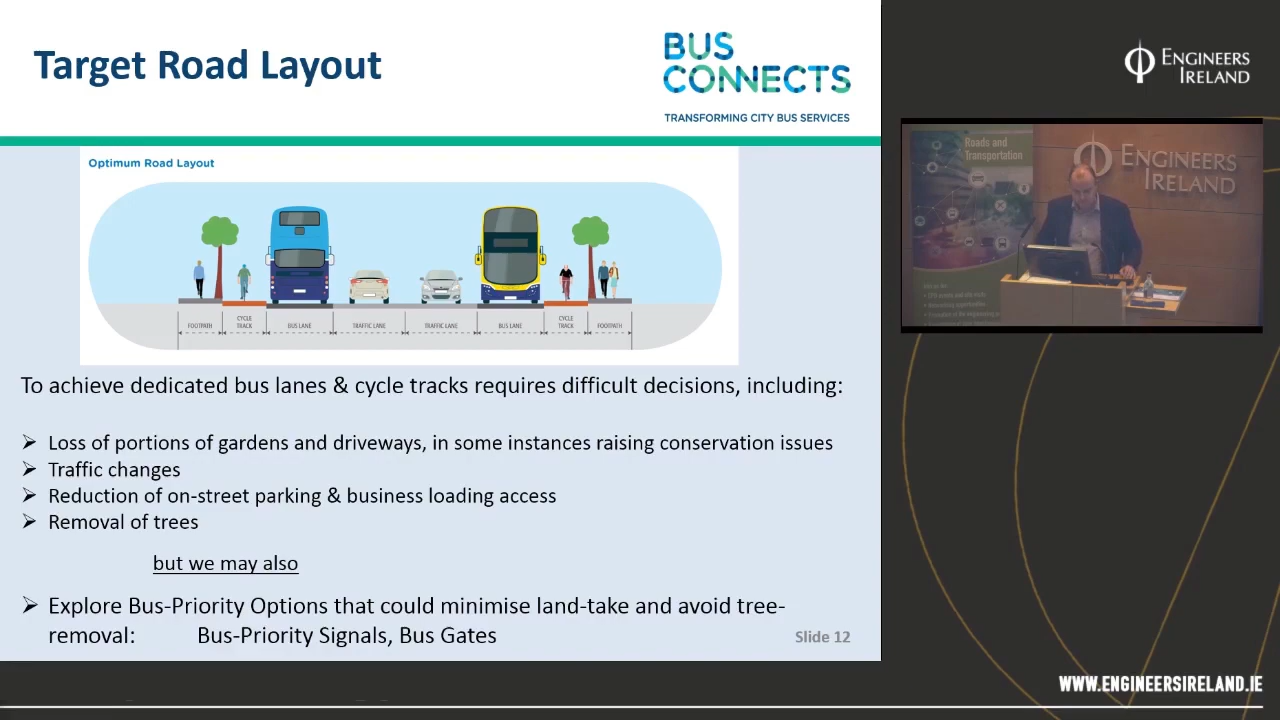 Target Road Layout
BUS
CONNECTS
TRANSFORMING CITY BUS SERVICES
Optimum Road Layout
FOOTPATH
CYCLE
TRACK
BUS LANE
TRAFFIC LANE
TRAFFIC LANE
BUS LANE
CYCLE
TRACK
FOOTPATH
To achieve dedicated bus lanes & cycle tracks requires difficult decisions, including:
➢ Loss of portions of gardens and driveways, in some instances raising conservation issues
➢ Traffic changes
➢ Reduction of on-street parking & business loading access
➢ Removal of trees
but we may also
➢ Explore Bus-Priority Options that could minimise land-take and avoid tree-
removal: Bus-Priority Signals, Bus Gates
Slide 12
ENGINEERS
IRELAND
Roads and
Transportation
ENGINEERS
IRELAND
WWW.ENGINEERSIRELAND.IE